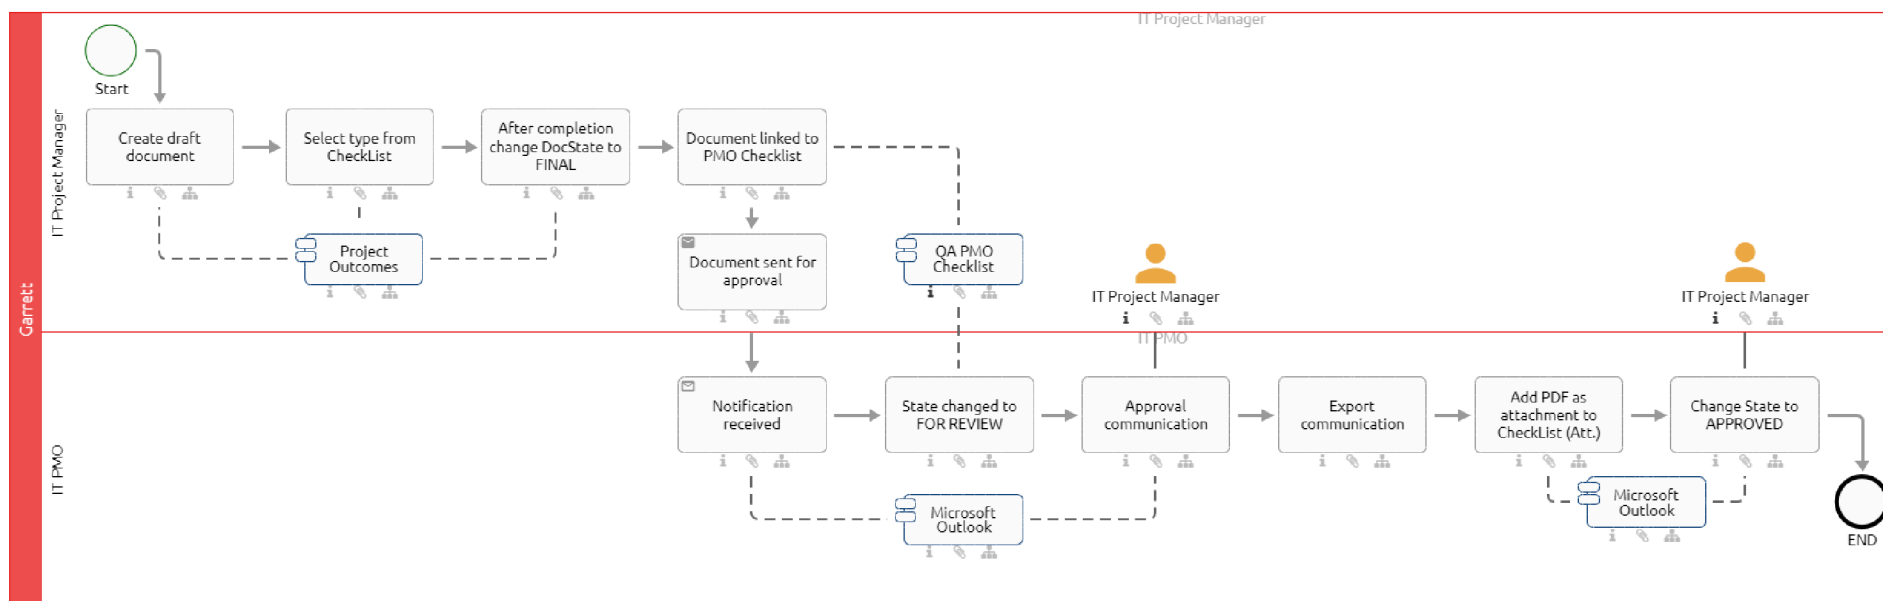 IT Project Manager
Garrett
IT Project Manager
Start
Create draft
document
Select type from
CheckList
After completion
change DocState to
FINAL
Document linked to
PMO Checklist
Project
Outcomes
Document sent for
approval
QA PMO
Checklist
IT Project Manager
IT Project Manager
IT PMO
IT PMO
Notification
received
State changed to
FOR REVIEW
Approval
communication
Export
communication
Add PDF as
attachment to
CheckList (Att.)
Change State to
APPROVED
Microsoft
Outlook
Microsoft
Outlook
END